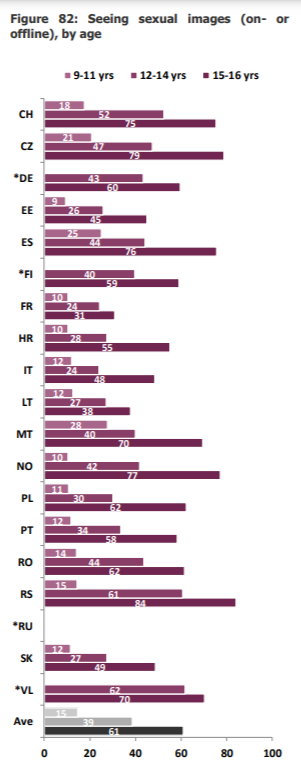 Figure 82: Seeing sexual images (on- or
offline), by age
9-11 yrs 12-14 yrs 15-16 yrs
CH 18 52 75
CZ 21 47 79
*DE 43 60
EE 9 26 45
ES 25 44 76
*FI 40 59
FR 10 24 31
HR 10 28 55
IT 12 24 48
LT 12 27 38
MT 28 40 70
NO 10 42 77
PL 11 30 62
PT 12 34 58
RO 14 44 62
RS 15 61 84
*RU
SK 12 27 49
*VL 62 70
Ave 15 39 61
0 20 40 60 80 100